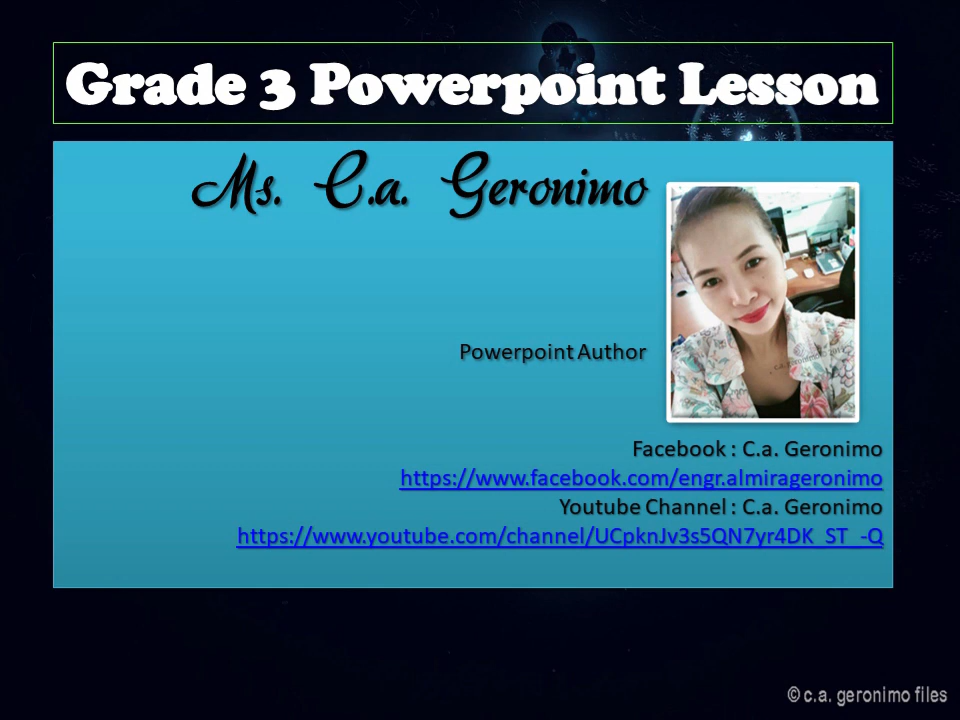 Grade 3 Powerpoint Lesson
Ms. C.a. Geronimo
Powerpoint Author
Facebook : C.a. Geronimo
https://www.facebook.com/engr.almirageronimo
Youtube Channel : C.a. Geronimo
https://www.youtube.com/channel/UCpknJv3s5QN7yr4DK_ST_-Q
© c.a. geronimo files